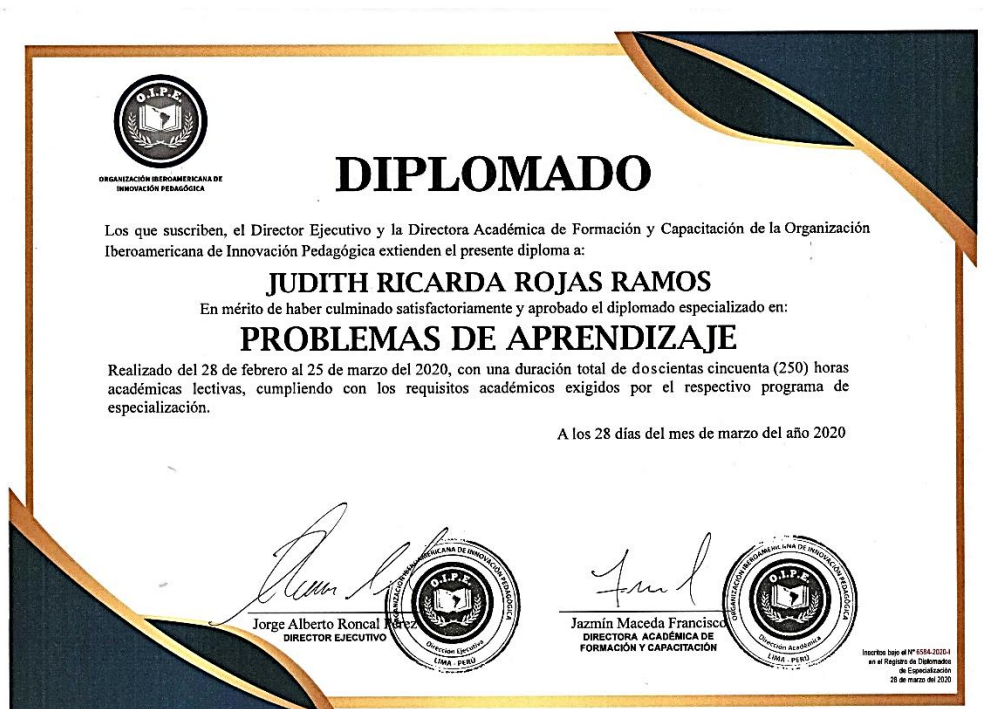 O.I.P.E.
ORGANIZACIÓN IBEROAMERICANA DE
INNOVACIÓN PEDAGÓGICA
DIPLOMADO
Los que suscriben, el Director Ejecutivo y la Directora Académica de Formación y Capacitación de la Organización
Iberoamericana de Innovación Pedagógica extienden el presente diploma a:
JUDITH RICARDA ROJAS RAMOS
En mérito de haber culminado satisfactoriamente y aprobado el diplomado especializado en:
PROBLEMAS DE APRENDIZAJE
Realizado del 28 de febrero al 25 de marzo del 2020, con una duración total de doscientas cincuenta (250) horas
académicas lectivas, cumpliendo con los requisitos académicos exigidos por el respectivo programa de
especialización.
A los 28 días del mes de marzo del año 2020
Jorge Alberto Roncal Pérez
DIRECTOR EJECUTIVO
ORGANIZACIÓN IBEROAMERICANA DE INNOVACIÓN PEDAGÓGICA
O.I.P.E.
Dirección Ejecutiva
LIMA - PERÚ
Jazmín Maceda Francisco
DIRECTORA ACADÉMICA DE
FORMACIÓN Y CAPACITACIÓN
ORGANIZACIÓN IBEROAMERICANA DE INNOVACIÓN PEDAGÓGICA
O.I.P.E.
Dirección Académica
LIMA - PERÚ
Inscritos bajo el Nº 6584-2020-I
en el Registro de Diplomados
de Especialización
28 de marzo del 2020